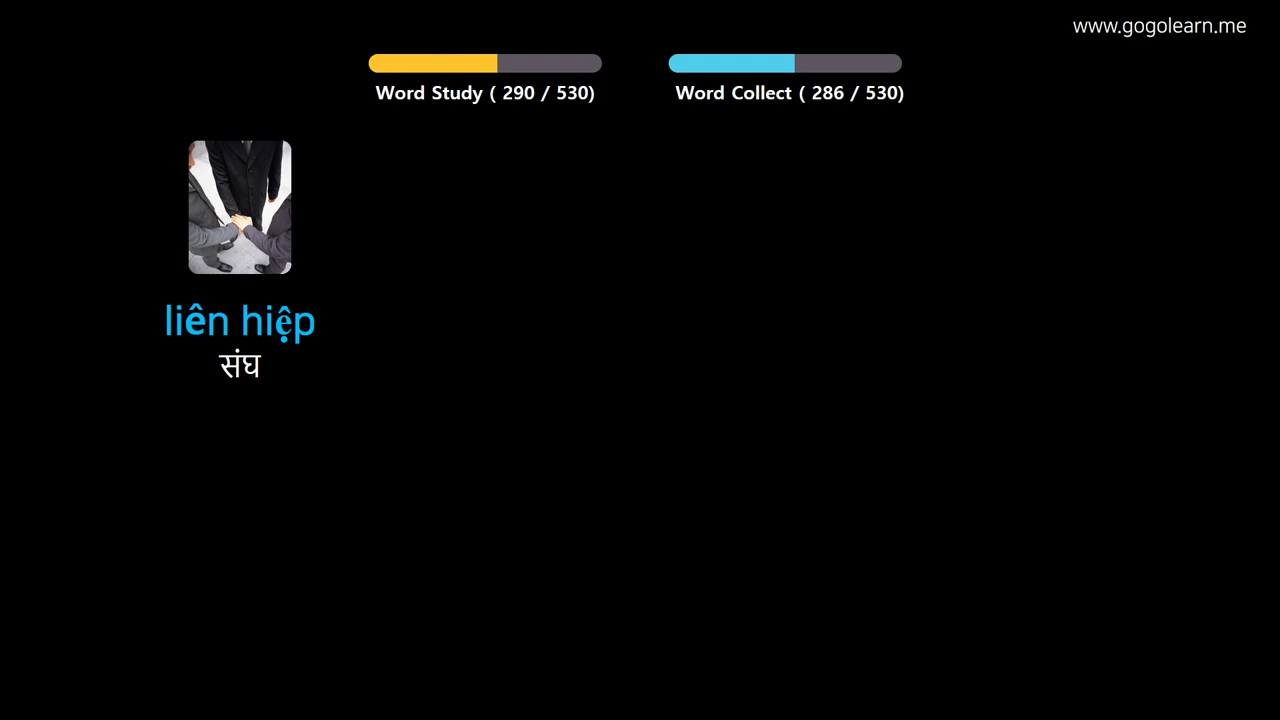 www.gogolearn.me
Word Study ( 290 / 530)
Word Collect ( 286 / 530)
liên hiệp
संघ